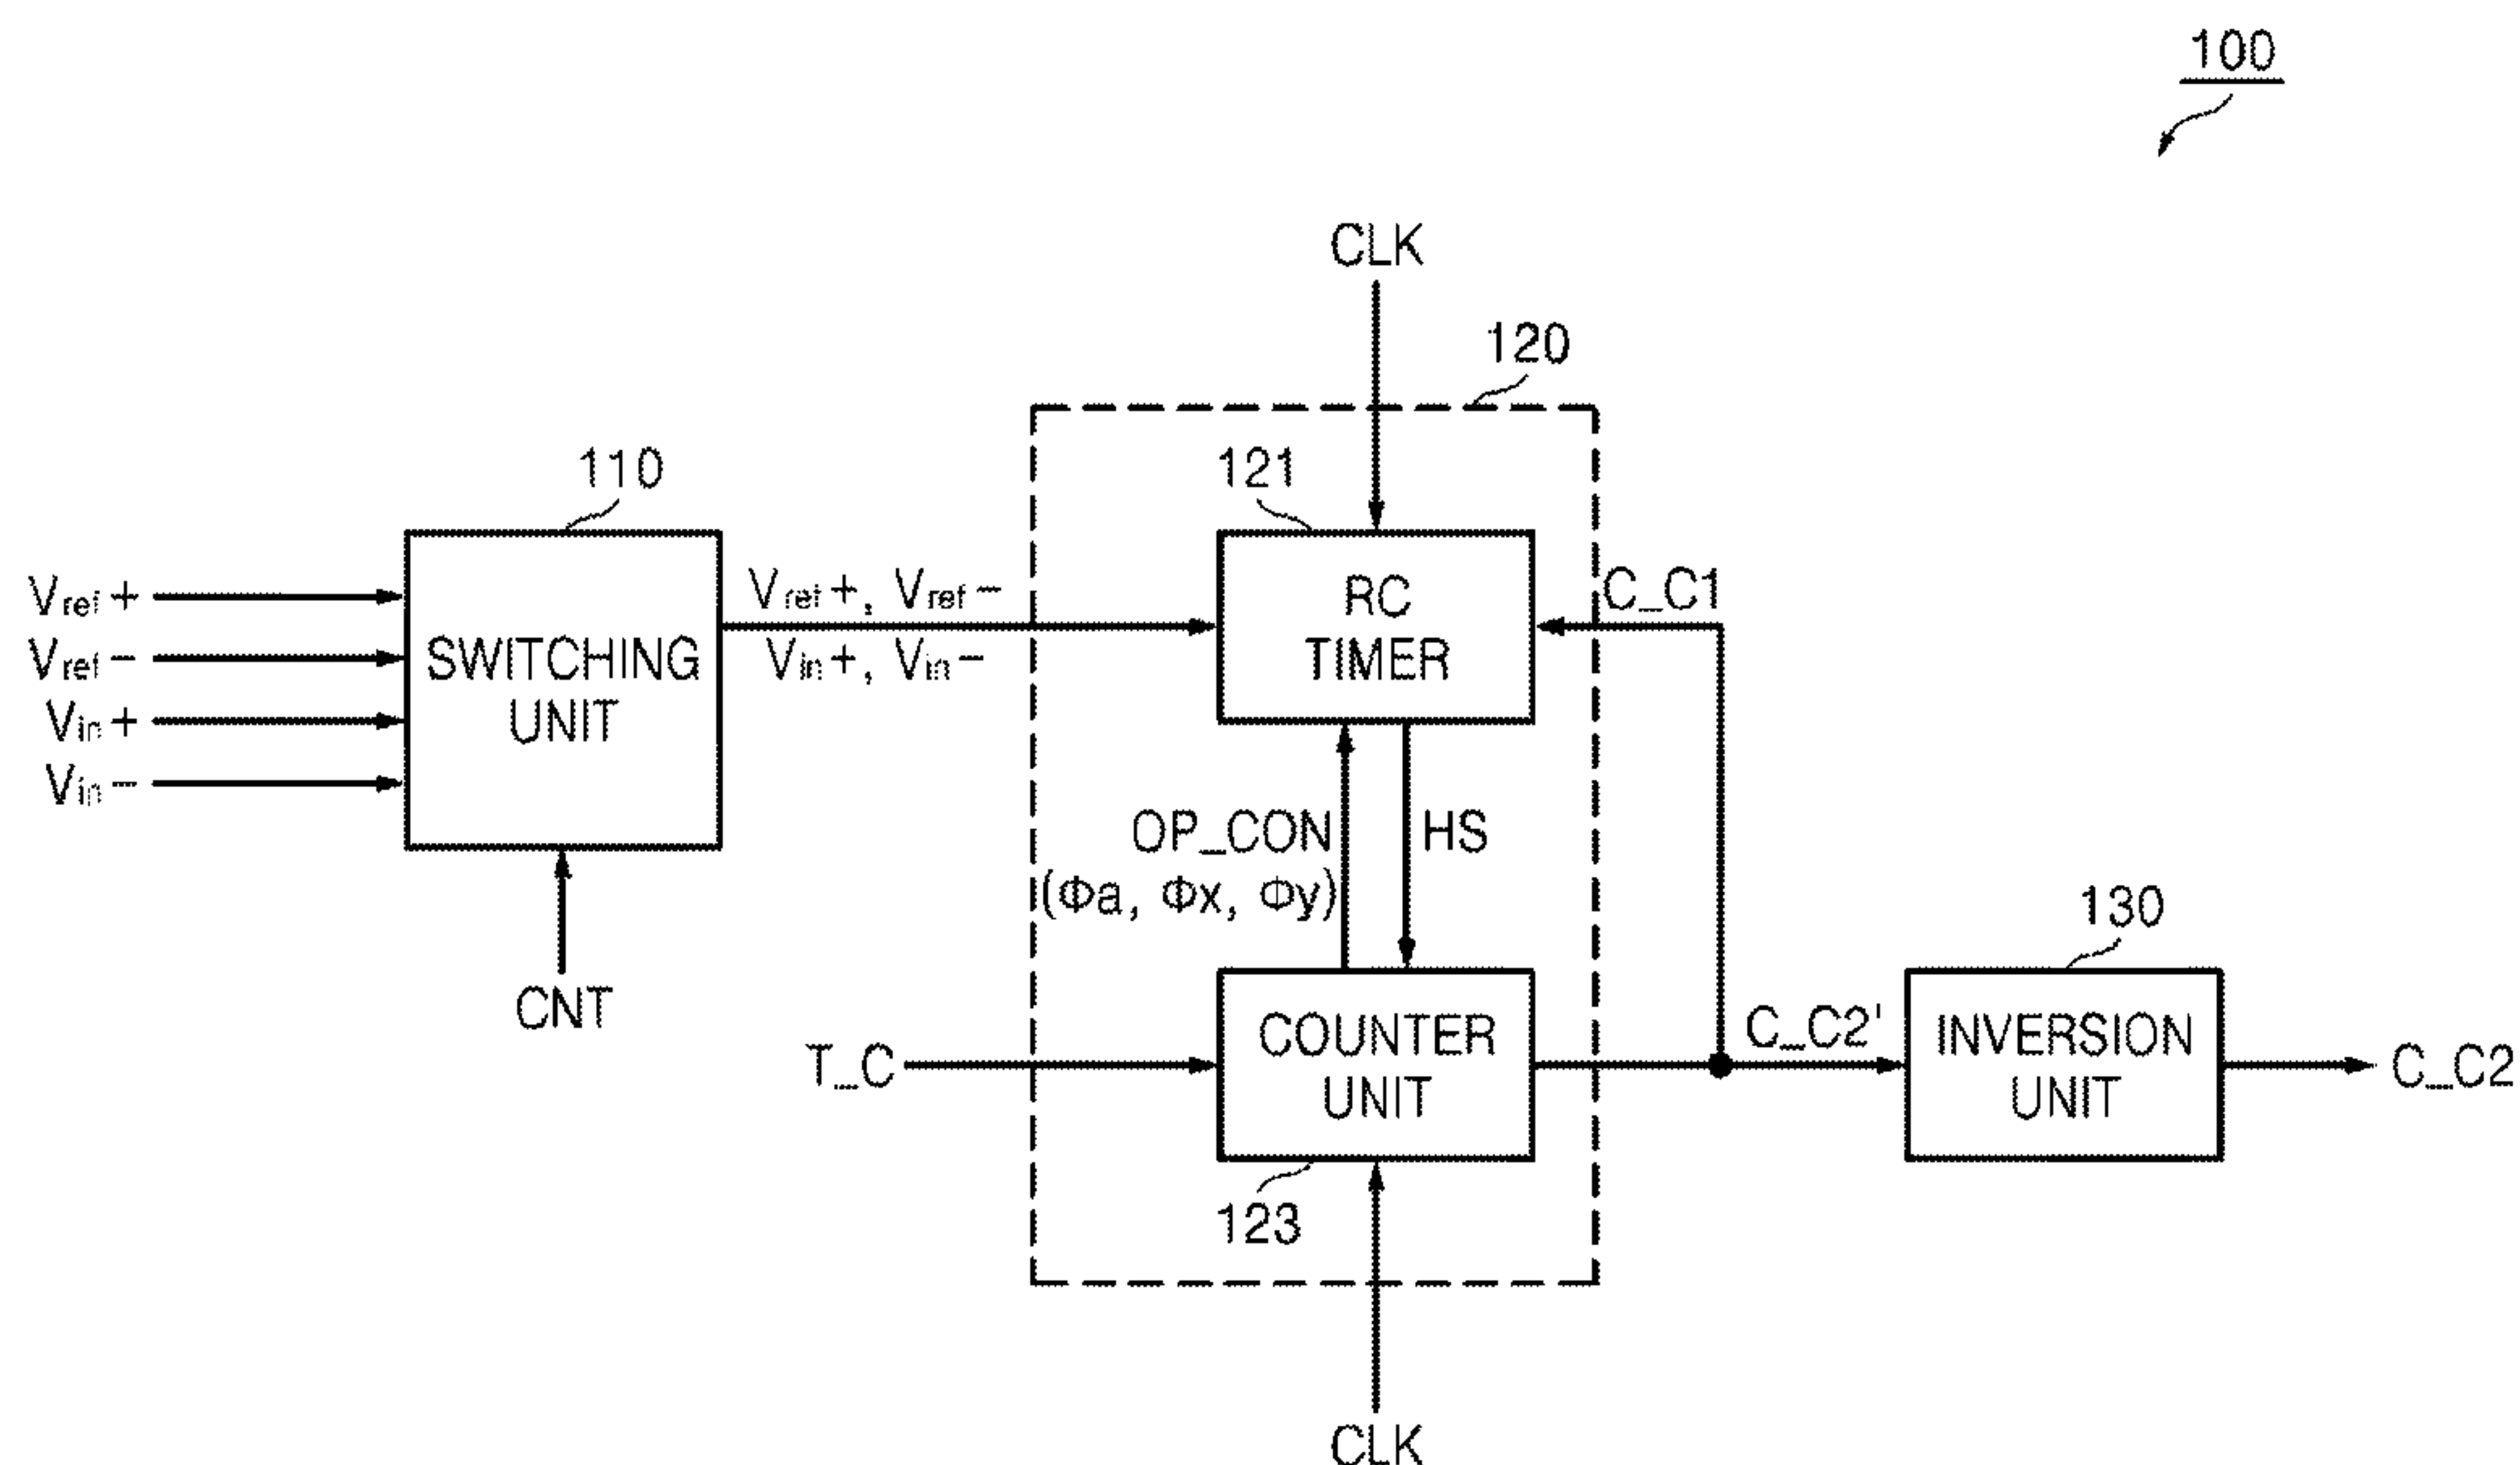 100
CLK
120
110
121
Vref+
Vref-
Vin+
Vin-
SWITCHING
UNIT
Vref+, Vref-
Vin+, Vin-
RC
TIMER
C_C1
OP_CON
(Φa, Φx, Φy)
HS
CNT
130
T_C
COUNTER
UNIT
C_C2'
INVERSION
UNIT
C_C2
123
CLK